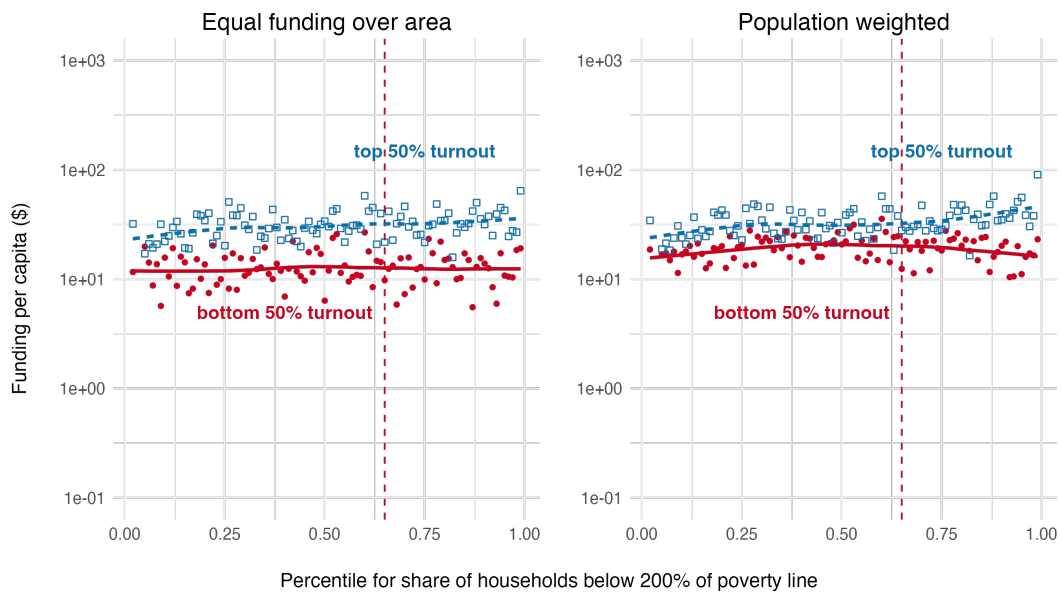 Equal funding over area
Population weighted
Funding per capita ($)
1e+03
1e+02
1e+01
1e+00
1e-01
top 50% turnout
bottom 50% turnout
0.00 0.25 0.50 0.75 1.00
1e+03
1e+02
1e+01
1e+00
1e-01
top 50% turnout
bottom 50% turnout
0.00 0.25 0.50 0.75 1.00
Percentile for share of households below 200% of poverty line